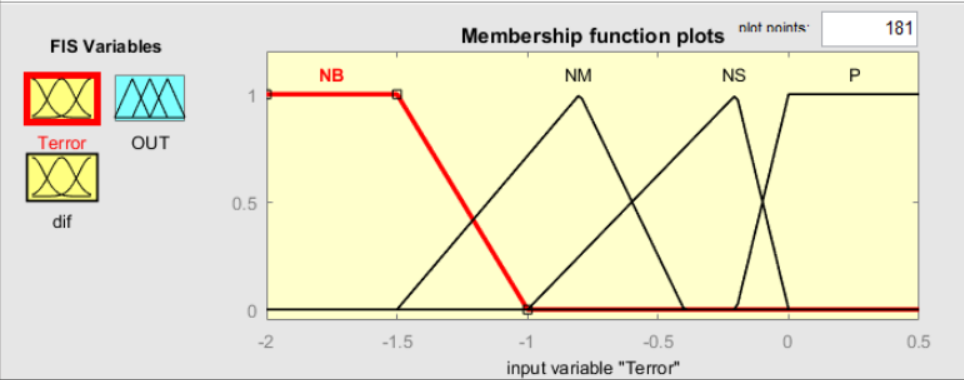 FIS Variables
Terror
OUT
dif
Membership function plots
plot points:
181
NB
NM
NS
P
1
0.5
0
-2
-1.5
-1
-0.5
0
0.5
input variable "Terror"